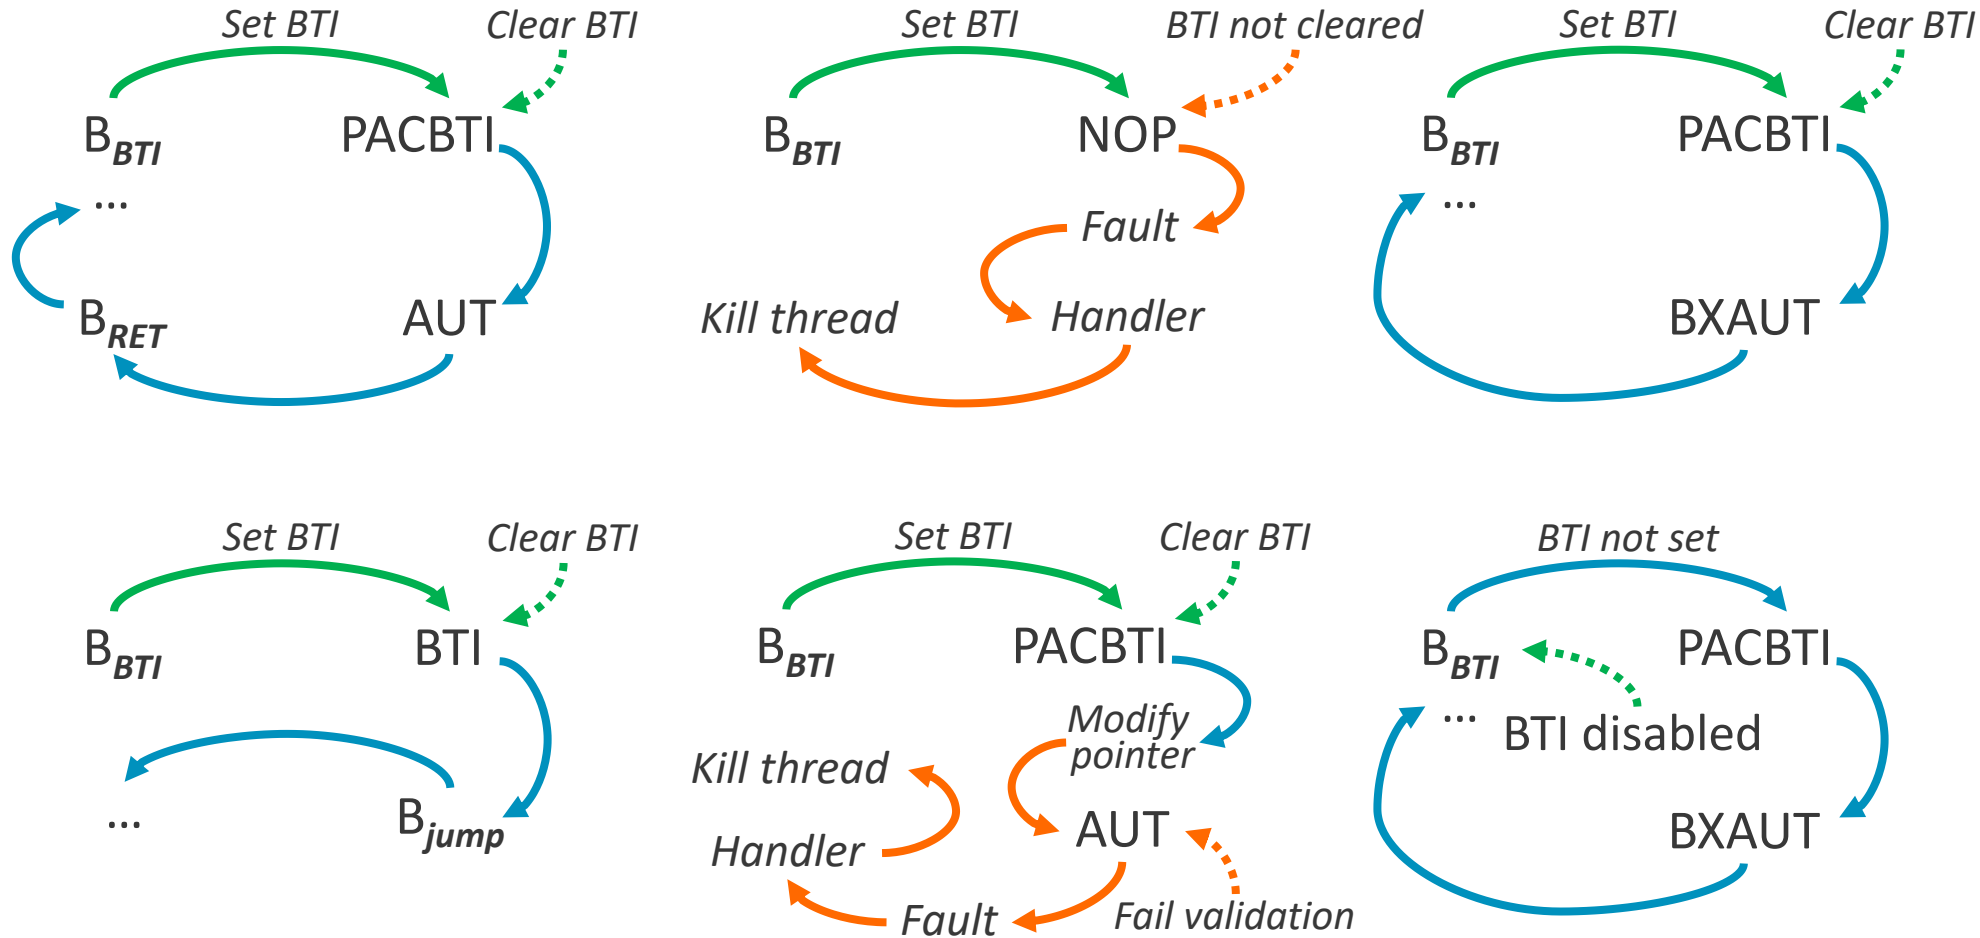 Set BTI
Clear BTI
B BTI
PACBTI
...
B RET
AUT
Set BTI
BTI not cleared
B BTI
NOP
Fault
Kill thread
Handler
Set BTI
Clear BTI
B BTI
PACBTI
...
BXAUT
Set BTI
Clear BTI
B BTI
BTI
...
B jump
Set BTI
Clear BTI
B BTI
PACBTI
Modify
pointer
Kill thread
AUT
Handler
Fault
Fail validation
BTI not set
B BTI
PACBTI
...
BTI disabled
BXAUT